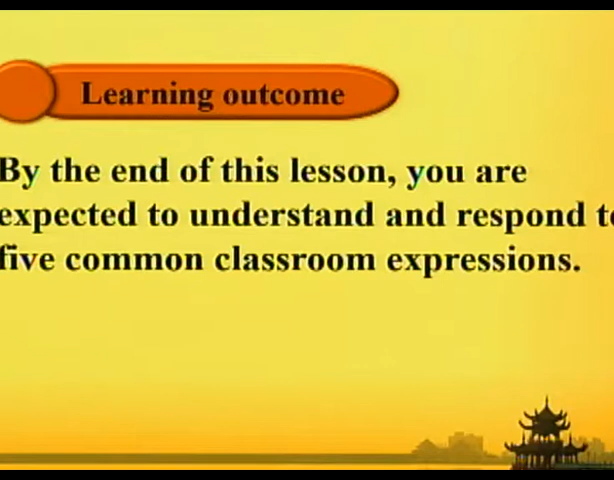 Learning outcome
By the end of this lesson, you are
expected to understand and respond to
five common classroom expressions.